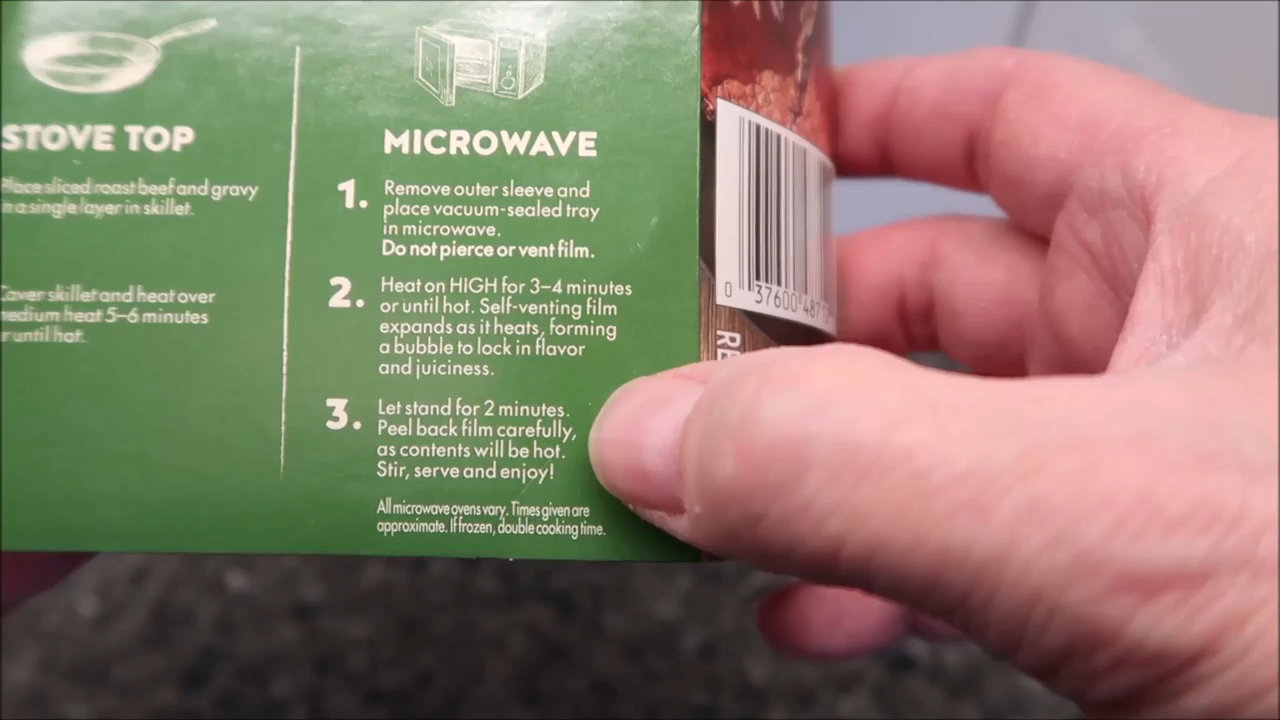 STOVE TOP
Place sliced roast beef and gravy
in a single layer in skillet.
Cover skillet and heat over
medium heat 5–6 minutes
or until hot.
MICROWAVE
1. Remove outer sleeve and
place vacuum-sealed tray
in microwave.
Do not pierce or vent film.
2. Heat on HIGH for 3–4 minutes
or until hot. Self-venting film
expands as it heats, forming
a bubble to lock in flavor
and juiciness.
3. Let stand for 2 minutes.
Peel back film carefully,
as contents will be hot.
Stir, serve and enjoy!
All microwave ovens vary. Times given are
approximate. If frozen, double cooking time.
0 37600 487
RE